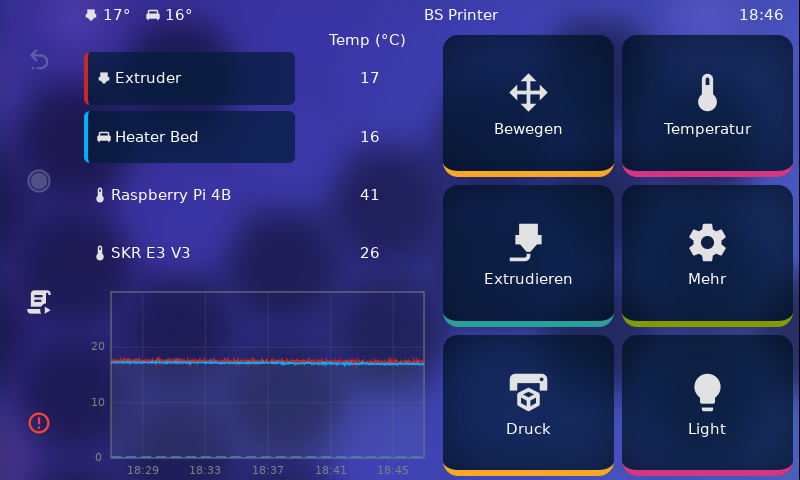 17° 16° BS Printer 18:46
Temp (°C)
Extruder 17
Heater Bed 16
Raspberry Pi 4B 41
SKR E3 V3 26
20
10
0
18:29 18:33 18:37 18:41 18:45
Bewegen
Temperatur
Extrudieren
Mehr
Druck
Light